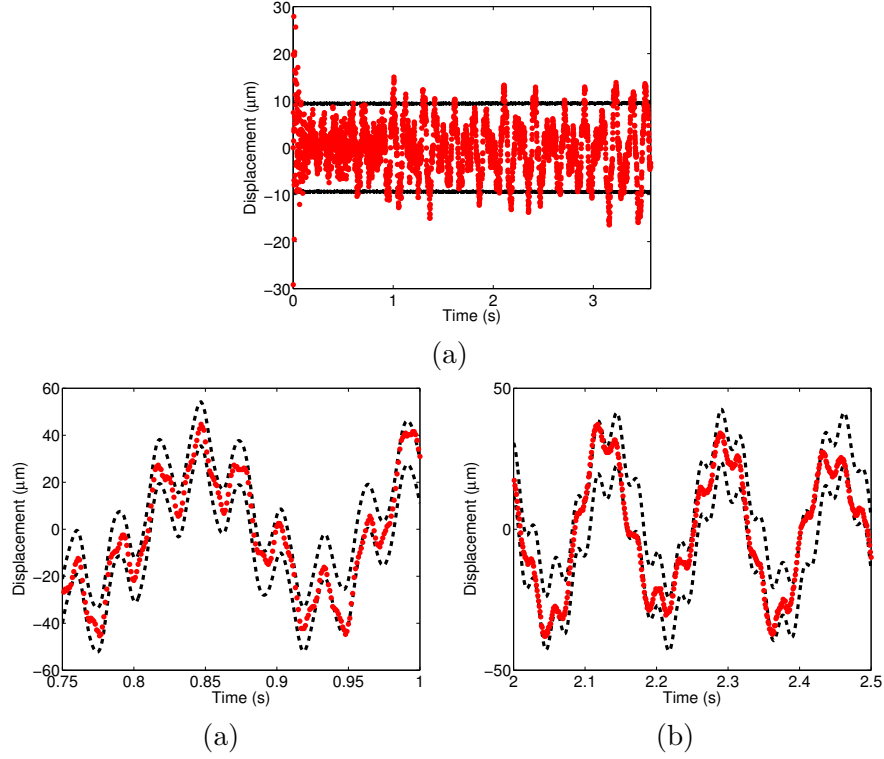 30
20
10
0
−10
−20
−30
Displacement (µm)
0 1 2 3
Time (s)
(a)
60
40
20
0
−20
−40
−60
Displacement (µm)
0.75 0.8 0.85 0.9 0.95 1
Time (s)
(a)
50
0
−50
Displacement (µm)
2 2.1 2.2 2.3 2.4 2.5
Time (s)
(b)